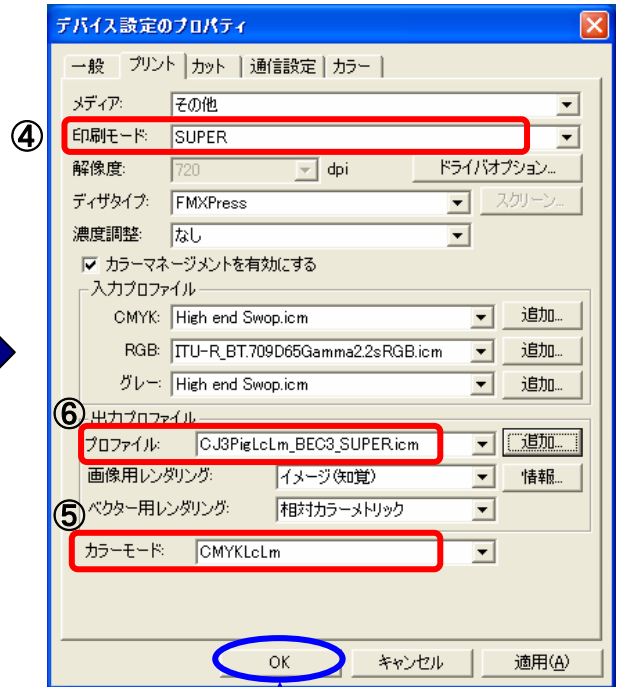 デバイス設定のプロパティ
一般 プリント カット 通信設定 カラー
メディア: その他
④ 印刷モード: SUPER
解像度: 720 dpi ドライバオプション...
ディザタイプ: FMXPress スクリーン...
濃度調整: なし
カラーマネージメントを有効にする
入力プロファイル
CMYK: High end Swop.icm 追加...
RGB: ITU-R_BT.709D65Gamma2.2sRGB.icm 追加...
グレー: High end Swop.icm 追加...
⑥ 出力プロファイル
プロファイル: CJ3PigLcLm_BEC3_SUPER.icm 追加...
画像用レンダリング: イメージ(知覚) 情報...
⑤ ベクター用レンダリング: 相対カラーメトリック
カラーモード: CMYKLcLm
OK キャンセル 適用(A)